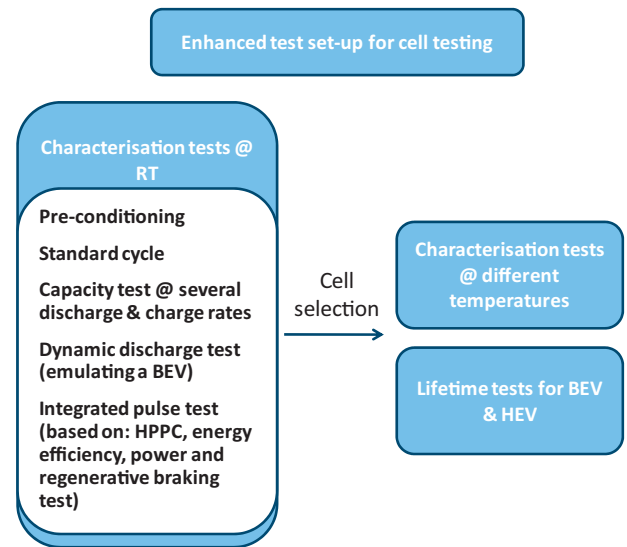 Enhanced test set-up for cell testing
Characterisation tests @
RT
Pre-conditioning
Standard cycle
Capacity test @ several
discharge & charge rates
Dynamic discharge test
(emulating a BEV)
Integrated pulse test
(based on: HPPC, energy
efficiency, power and
regenerative braking
test)
Cell
selection
Characterisation tests
@ different
temperatures
Lifetime tests for BEV
& HEV